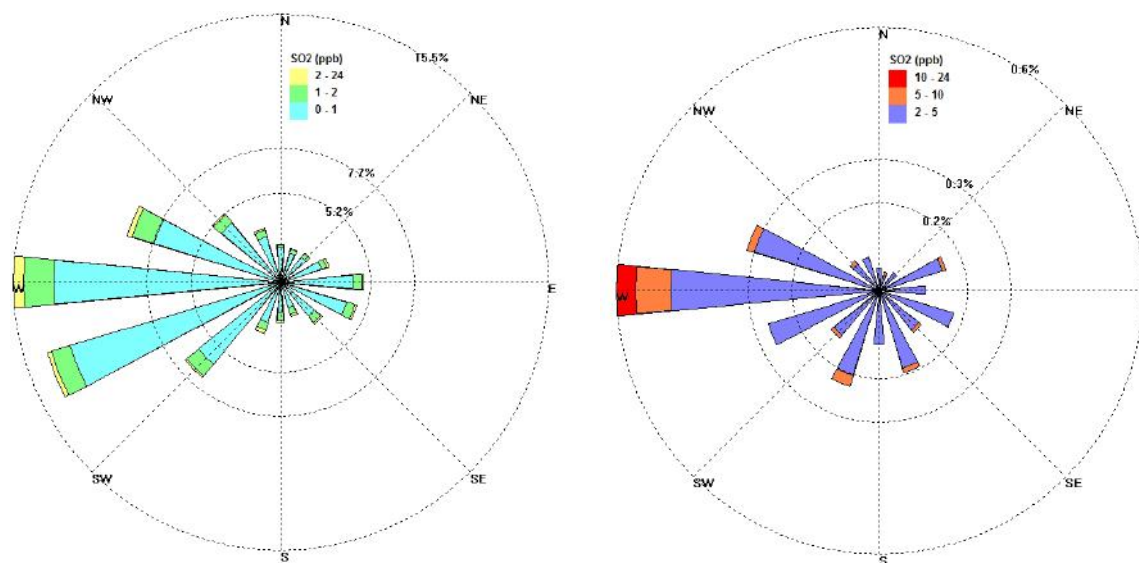 N
SO2 (ppb)
2 - 24
1 - 2
0 - 1
15.5%
7.7%
5.2%
NW
NE
W
E
SW
SE
S
N
SO2 (ppb)
10 - 24
5 - 10
2 - 5
0.6%
0.3%
0.2%
NW
NE
W
SW
SE
S